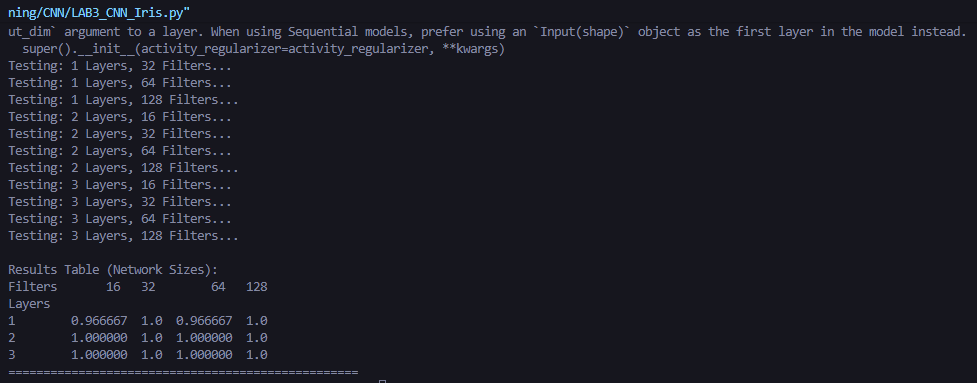 ning/CNN/LAB3_CNN_Iris.py"
ut_dim` argument to a layer. When using Sequential models, prefer using an `Input(shape)` object as the first layer in the model instead.
  super().__init__(activity_regularizer=activity_regularizer, **kwargs)
Testing: 1 Layers, 32 Filters...
Testing: 1 Layers, 64 Filters...
Testing: 1 Layers, 128 Filters...
Testing: 2 Layers, 16 Filters...
Testing: 2 Layers, 32 Filters...
Testing: 2 Layers, 64 Filters...
Testing: 2 Layers, 128 Filters...
Testing: 3 Layers, 16 Filters...
Testing: 3 Layers, 32 Filters...
Testing: 3 Layers, 64 Filters...
Testing: 3 Layers, 128 Filters...

Results Table (Network Sizes):
Filters       16   32        64   128
Layers
1        0.966667  1.0  0.966667  1.0
2        1.000000  1.0  1.000000  1.0
3        1.000000  1.0  1.000000  1.0
==================================================